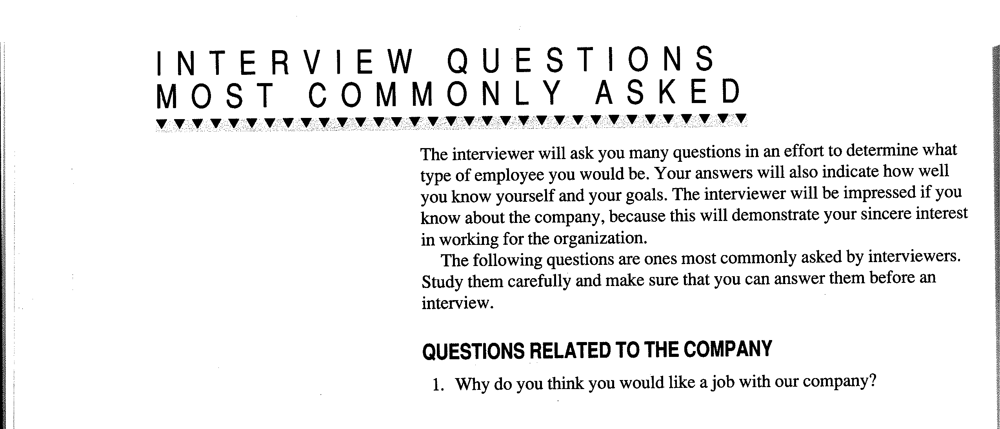 INTERVIEW QUESTIONS
MOST COMMONLY ASKED
The interviewer will ask you many questions in an effort to determine what
type of employee you would be. Your answers will also indicate how well
you know yourself and your goals. The interviewer will be impressed if you
know about the company, because this will demonstrate your sincere interest
in working for the organization.
The following questions are ones most commonly asked by interviewers.
Study them carefully and make sure that you can answer them before an
interview.
QUESTIONS RELATED TO THE COMPANY
1. Why do you think you would like a job with our company?